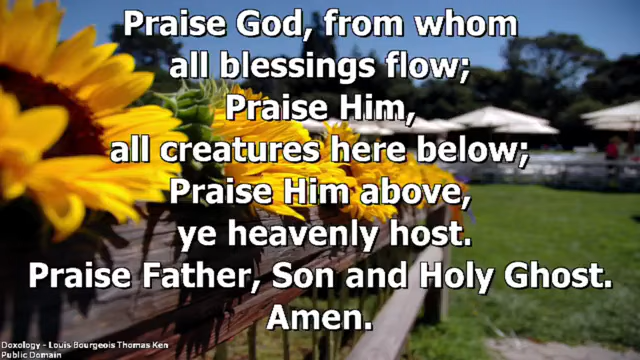 Praise God, from whom
all blessings flow;
Praise Him,
all creatures here below;
Praise Him above,
ye heavenly host.
Praise Father, Son and Holy Ghost.
Amen.
Doxology - Louis Bourgeois Thomas Ken
Public Domain